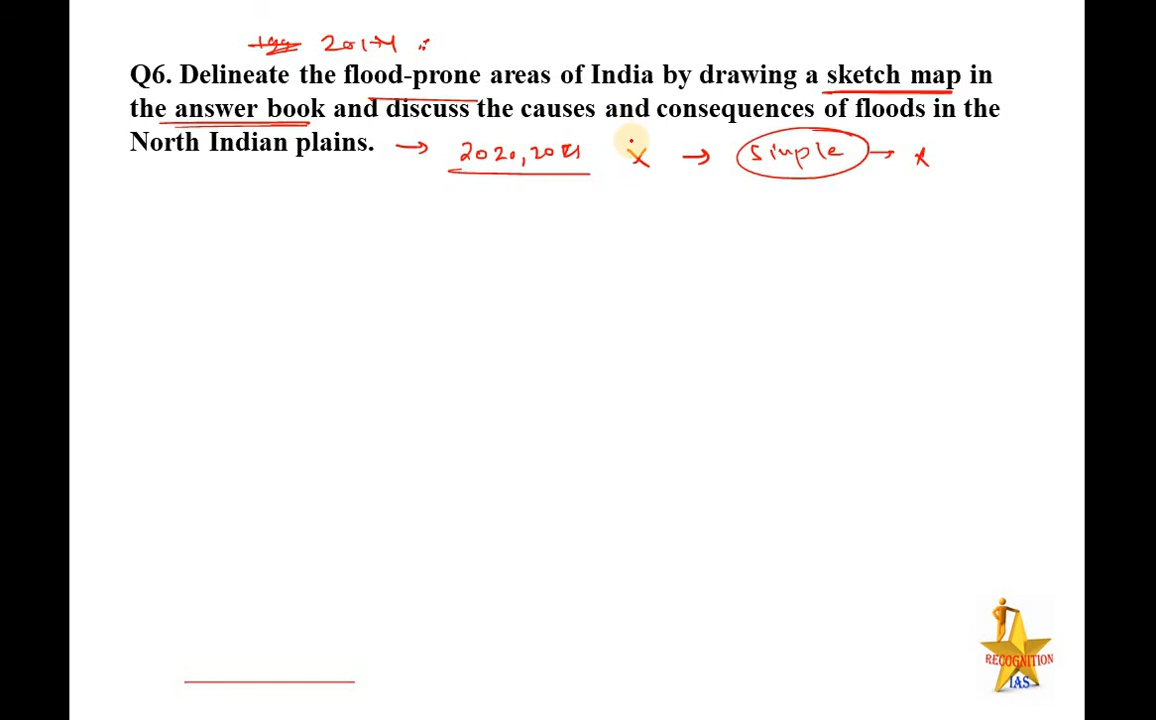 2017
Q6. Delineate the flood-prone areas of India by drawing a sketch map in
the answer book and discuss the causes and consequences of floods in the
North Indian plains. → 2020, 2021 x → simple → x
RECOGNITION
IAS